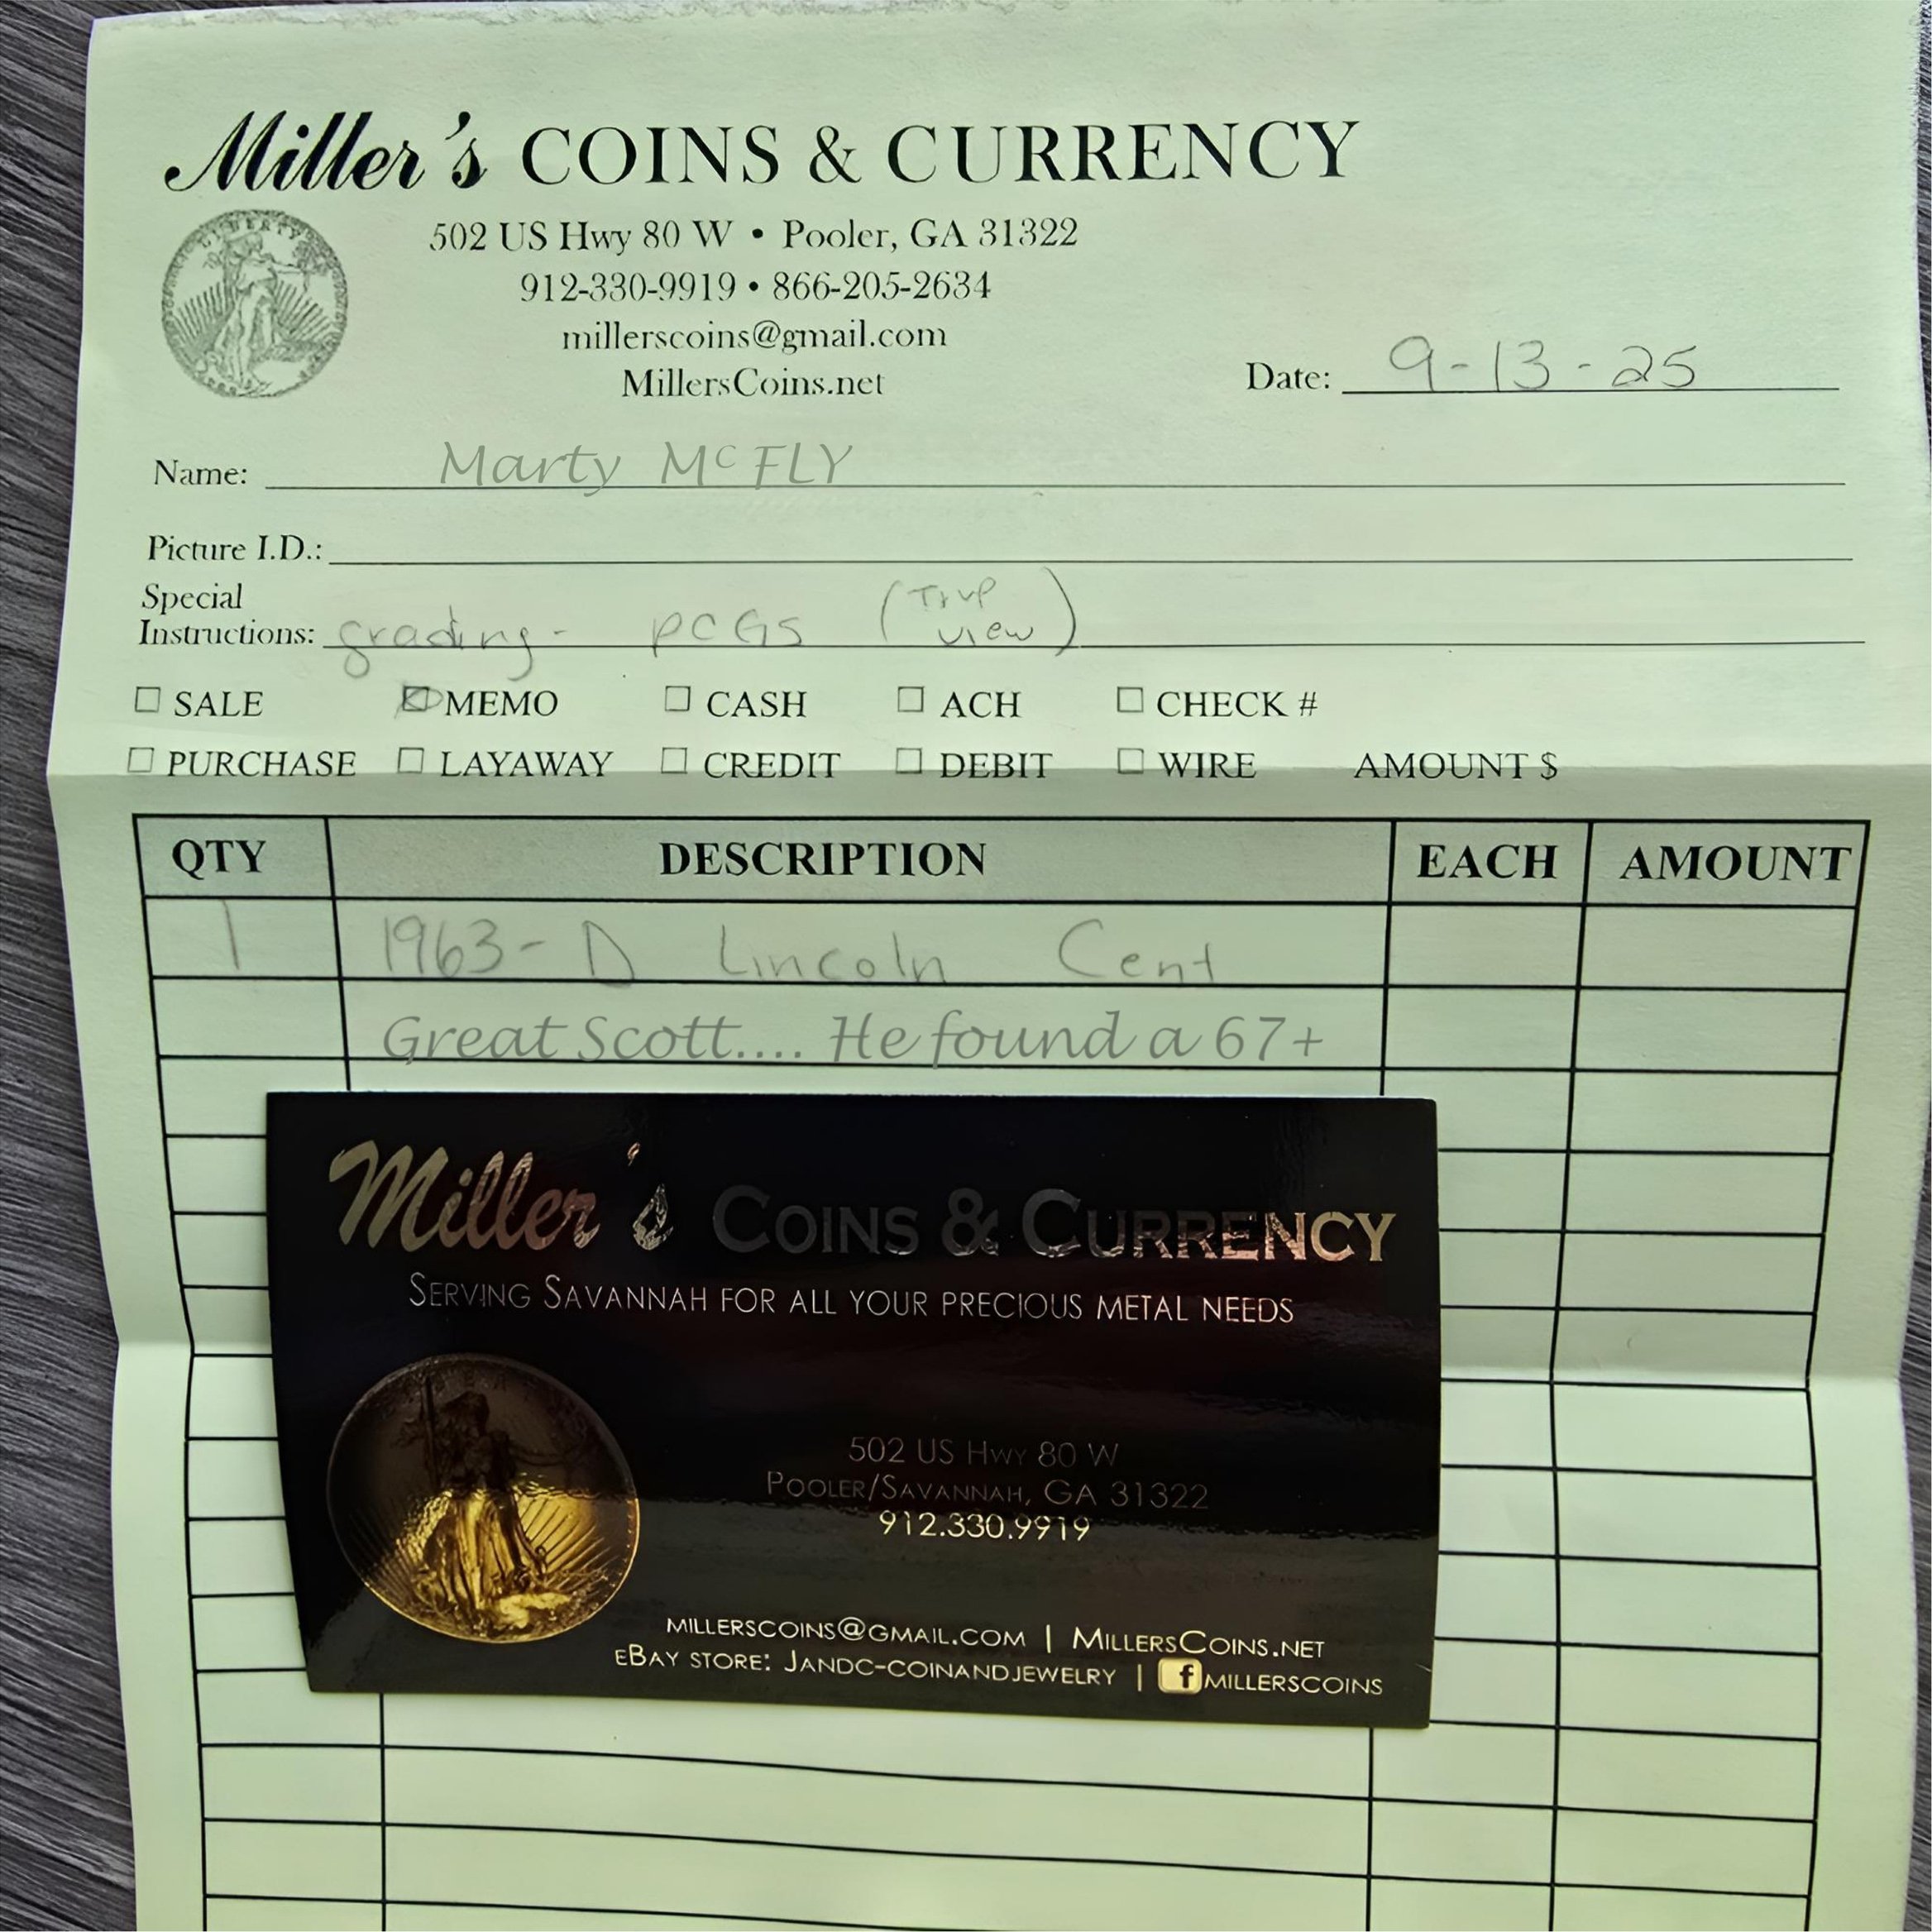 Miller's COINS & CURRENCY
502 US Hwy 80 W • Pooler, GA 31322
912-330-9919 • 866-205-2634
millerscoins@gmail.com
MillersCoins.net
Date: 9-13-25
Name: Marty McFLY
Picture I.D.:
Special
Instructions: grading - PCGS (True view)
SALE MEMO CASH ACH CHECK #
PURCHASE LAYAWAY CREDIT DEBIT WIRE AMOUNT $
QTY DESCRIPTION EACH AMOUNT
1 1963-D Lincoln Cent
Great Scott.... He found a 67+
Miller's COINS & CURRENCY
SERVING SAVANNAH FOR ALL YOUR PRECIOUS METAL NEEDS
502 US HWY 80 W
POOLER/SAVANNAH, GA 31322
912.330.9919
MILLERSCOINS@GMAIL.COM | MILLERSCOINS.NET
EBAY STORE: JANDC-COINANDJEWELRY | f MILLERSCOINS